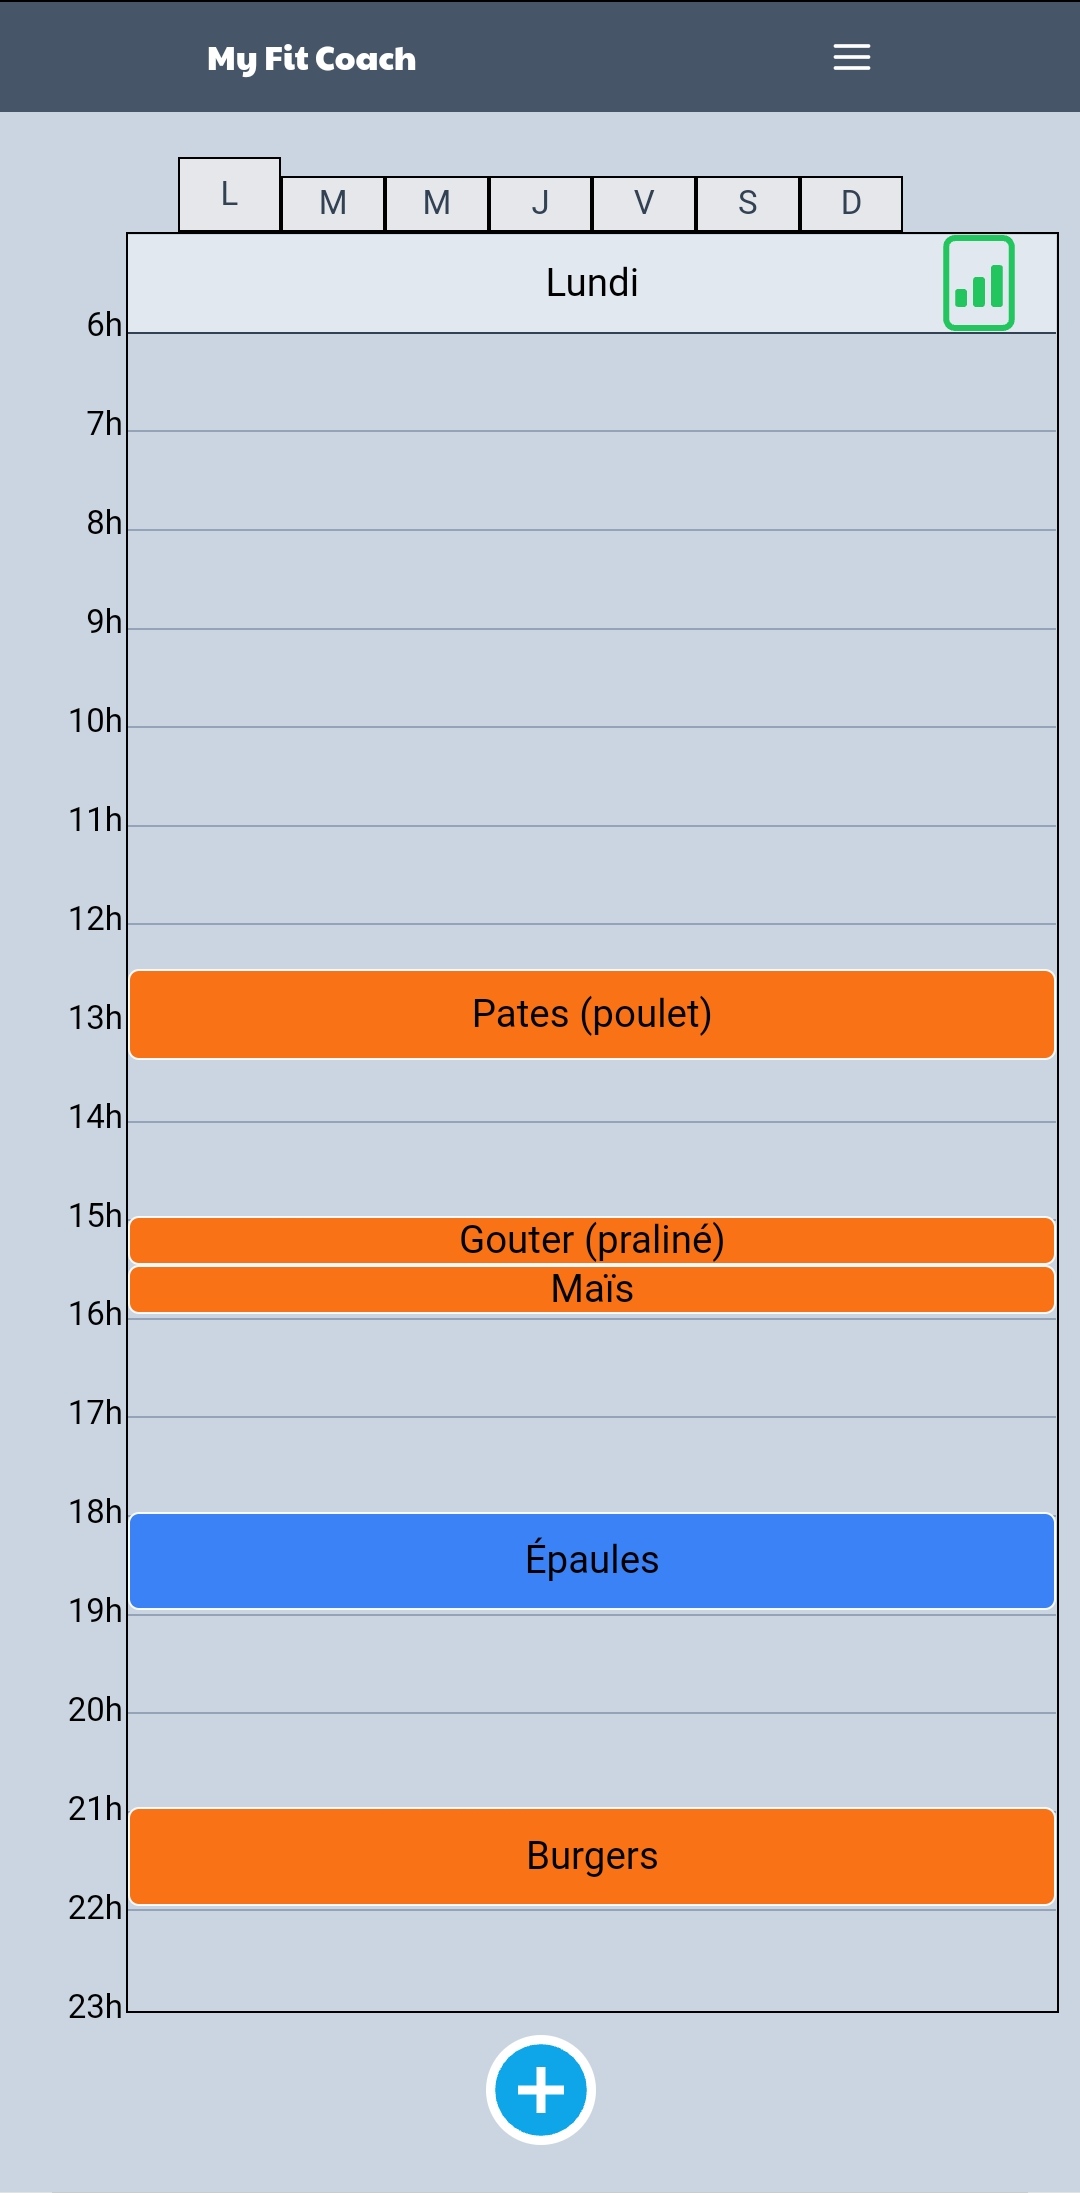 My Fit Coach
L M M J V S D
Lundi
6h
7h
8h
9h
10h
11h
12h
Pates (poulet)
13h
14h
15h
Gouter (praliné)
Maïs
16h
17h
18h
Épaules
19h
20h
21h
Burgers
22h
23h